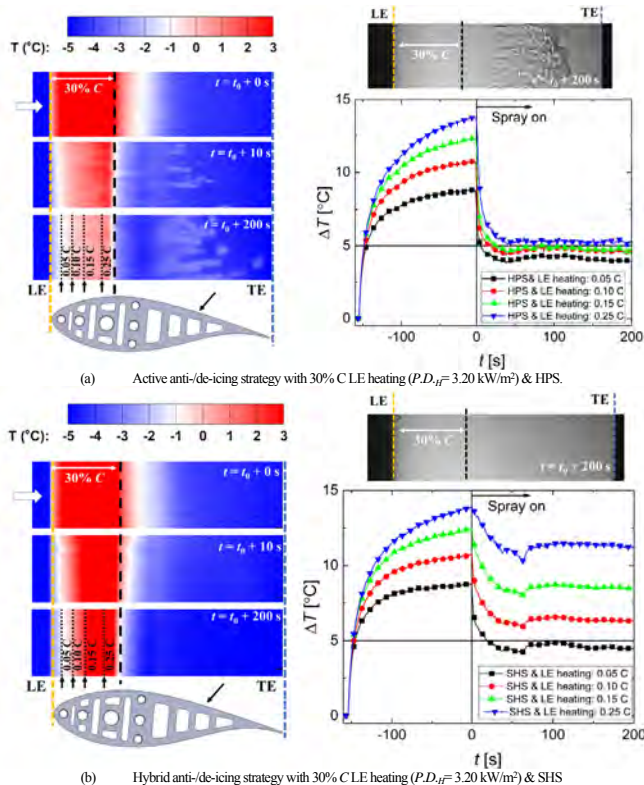 LE TE
T (°C): -5 -4 -3 -2 -1 0 1 2 3
30% C
t = t₀ + 0 s
t = t₀ + 10 s
t = t₀ + 200 s
0.05 C
0.10 C
0.15 C
0.25 C
LE TE
LE TE
30% C
t₀ + 200 s
15
10
5
0
ΔT [°C]
Spray on
HPS& LE heating: 0.05 C
HPS & LE heating: 0.10 C
HPS & LE heating: 0.15 C
HPS & LE heating: 0.25 C
-100 0 100 200
t [s]
(a) Active anti-/de-icing strategy with 30% C LE heating (P.D.H= 3.20 kW/m²) & HPS.
T (°C): -5 -4 -3 -2 -1 0 1 2 3
30% C
t = t₀ + 0 s
t = t₀ + 10 s
t = t₀ + 200 s
0.05 C
0.10 C
0.15 C
0.25 C
LE TE
LE TE
30% C
t = t₀ + 200 s
15
10
5
0
ΔT [°C]
Spray on
SHS & LE heating: 0.05 C
SHS & LE heating: 0.10 C
SHS & LE heating: 0.15 C
SHS & LE heating: 0.25 C
-100 0 100 200
t [s]
(b) Hybrid anti-/de-icing strategy with 30% C LE heating (P.D.H= 3.20 kW/m²) & SHS